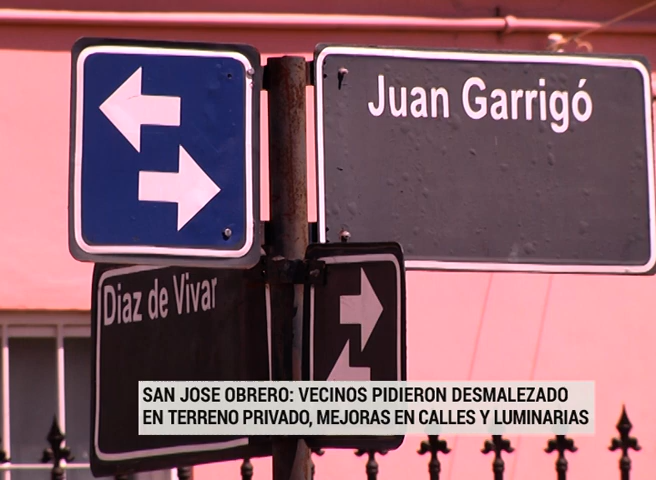 Juan Garrigó
Diaz de Vivar
SAN JOSE OBRERO: VECINOS PIDIERON DESMALEZADO
EN TERRENO PRIVADO, MEJORAS EN CALLES Y LUMINARIAS